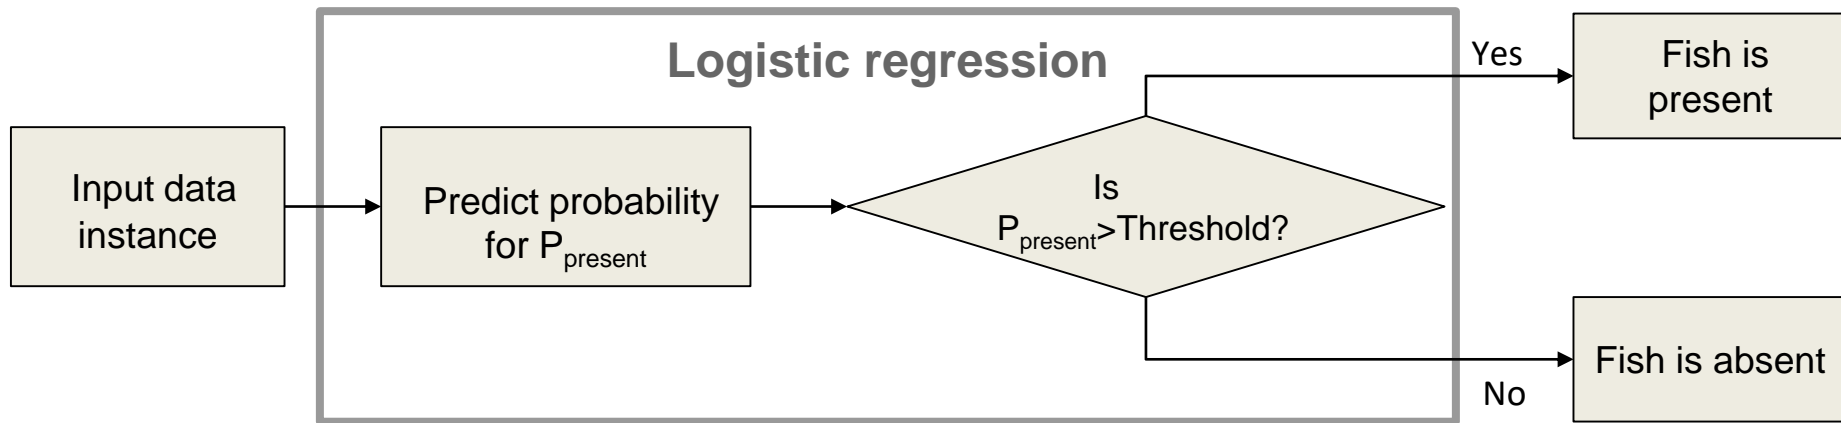 Logistic regression
Input data
instance
Predict probability
for Ppresent
Is
Ppresent>Threshold?
Yes
Fish is
present
No
Fish is absent